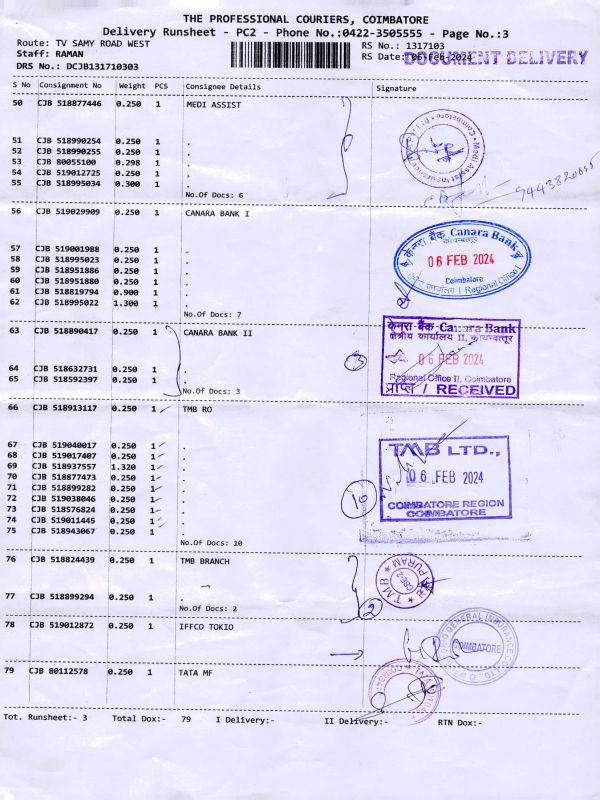 THE PROFESSIONAL COURIERS, COIMBATORE
Delivery Runsheet - PC2 - Phone No.:0422-3505555 - Page No.:3
Route: TV SAMY ROAD WEST RS No.: 1317103
Staff: RAMAN RS Date: 06-Feb-2024 DOCUMENT DELIVERY
DRS No.: DCJB131710303
S No Consignment No Weight PCS Consignee Details Signature
50 CJB 518877446 0.250 1 MEDI ASSIST
51 CJB 518990254 0.250 1 .
52 CJB 518990255 0.250 1 .
53 CJB 80055100 0.298 1 .
54 CJB 519012725 0.250 1 .
55 CJB 518995034 0.300 1 .
No.Of Docs: 6
9443820055
56 CJB 519029909 0.250 1 CANARA BANK I
57 CJB 519001988 0.250 1 .
58 CJB 518995023 0.250 1 .
59 CJB 518951886 0.250 1 .
60 CJB 518951880 0.250 1 .
61 CJB 518819794 0.900 1 .
62 CJB 518995022 1.300 1 .
No.Of Docs: 7
केनरा बैंक Canara Bank
06 FEB 2024
Coimbatore
Regional Office I
63 CJB 518890417 0.250 1 CANARA BANK II
64 CJB 518632731 0.250 1 .
65 CJB 518592397 0.250 1 .
No.Of Docs: 3
3
केनरा बैंक Canara Bank
क्षेत्रीय कार्यालय II, कोयम्बत्तूर
06 FEB 2024
Regional Office II, Coimbatore
प्राप्त / RECEIVED
66 CJB 518913117 0.250 1 TMB RO
67 CJB 519040017 0.250 1 .
68 CJB 519017407 0.250 1 .
69 CJB 518937557 1.320 1 .
70 CJB 518877473 0.250 1 .
71 CJB 518899282 0.250 1 .
72 CJB 519038046 0.250 1 .
73 CJB 518576824 0.250 1 .
74 CJB 519011445 0.250 1 .
75 CJB 518943067 0.250 1 .
No.Of Docs: 10
10
TMB LTD.,
06 FEB 2024
COIMBATORE REGION
COIMBATORE
76 CJB 518824439 0.250 1 TMB BRANCH
77 CJB 518899294 0.250 1
No.Of Docs: 2
2
78 CJB 519012872 0.250 1 IFFCO TOKIO
COIMBATORE
79 CJB 80112578 0.250 1 TATA MF
Tot. Runsheet:- 3 Total Dox:- 79 I Delivery:- II Delivery:- RTN Dox:-